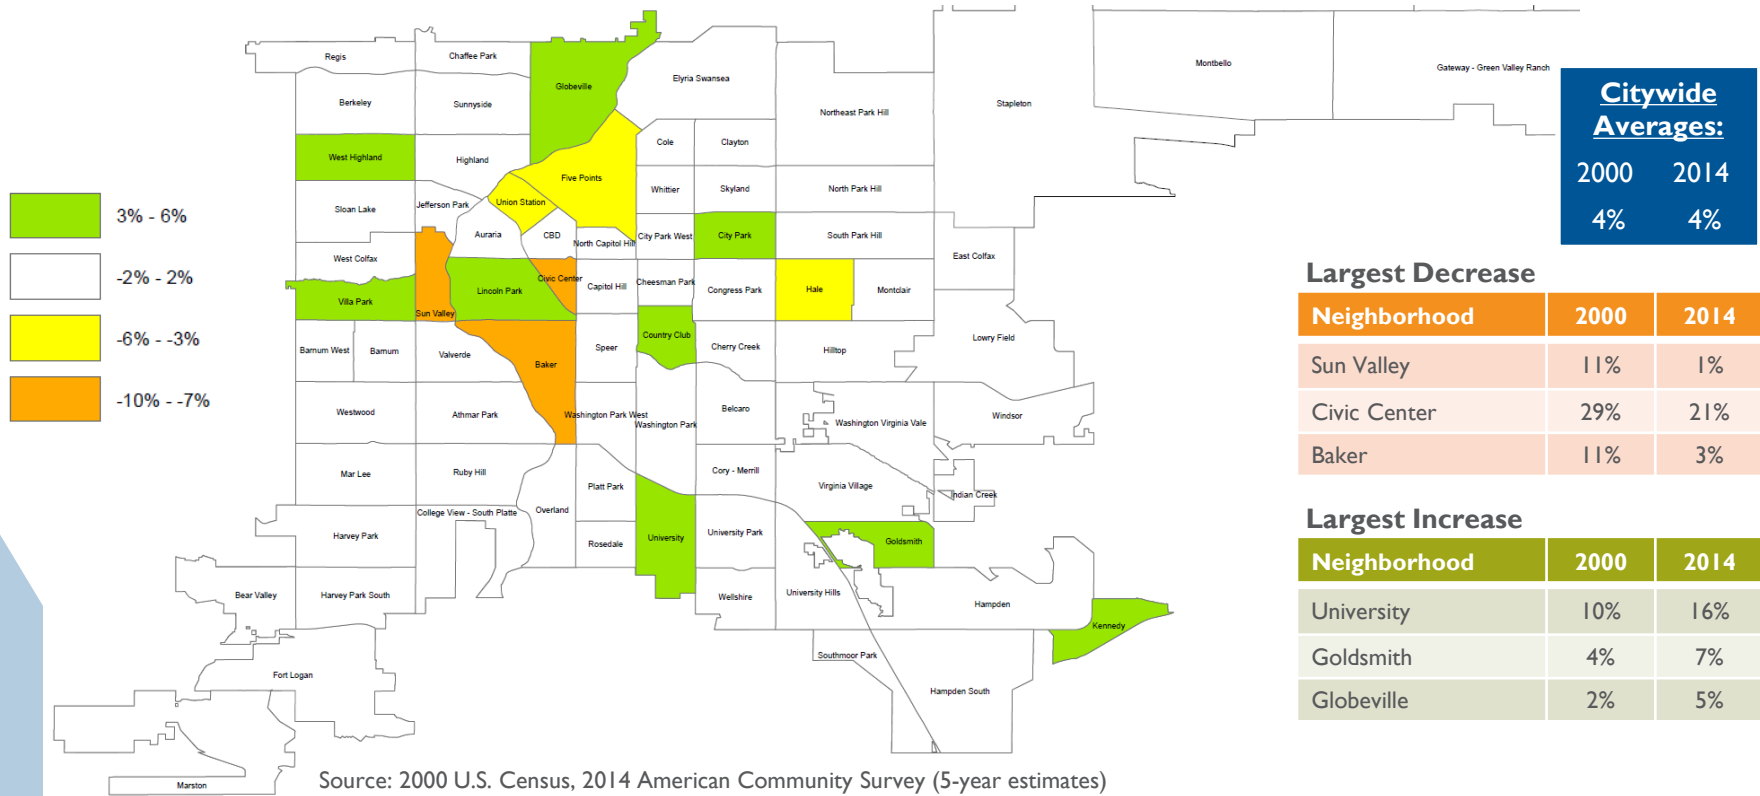 Regis
Chaffee Park
Globeville
Elyria Swansea
Montbello
Gateway - Green Valley Ranch
Berkeley
Sunnyside
Northeast Park Hill
Stapleton
West Highland
Highland
Cole
Clayton
Five Points
Whittier
Skyland
North Park Hill
Sloan Lake
Jefferson Park
Union Station
Auraria
CBD
North Capitol Hill
City Park West
City Park
South Park Hill
West Colfax
East Colfax
Villa Park
Sun Valley
Lincoln Park
Civic Center
Capitol Hill
Cheesman Park
Congress Park
Hale
Montclair
Barnum West
Barnum
Valverde
Baker
Speer
Country Club
Cherry Creek
Hilltop
Lowry Field
Westwood
Athmar Park
Washington Park West
Washington Park
Belcaro
Washington Virginia Vale
Windsor
Mar Lee
Ruby Hill
Platt Park
Cory - Merrill
Virginia Village
Indian Creek
College View - South Platte
Overland
Harvey Park
Rosedale
University
University Park
Goldsmith
Bear Valley
Harvey Park South
Wellshire
University Hills
Hampden
Kennedy
Fort Logan
Southmoor Park
Hampden South
Marston
3% - 6%
-2% - 2%
-6% - -3%
-10% - -7%
Citywide
Averages:
2000 2014
4% 4%
Largest Decrease
Neighborhood 2000 2014
Sun Valley 11% 1%
Civic Center 29% 21%
Baker 11% 3%
Largest Increase
Neighborhood 2000 2014
University 10% 16%
Goldsmith 4% 7%
Globeville 2% 5%
Source: 2000 U.S. Census, 2014 American Community Survey (5-year estimates)